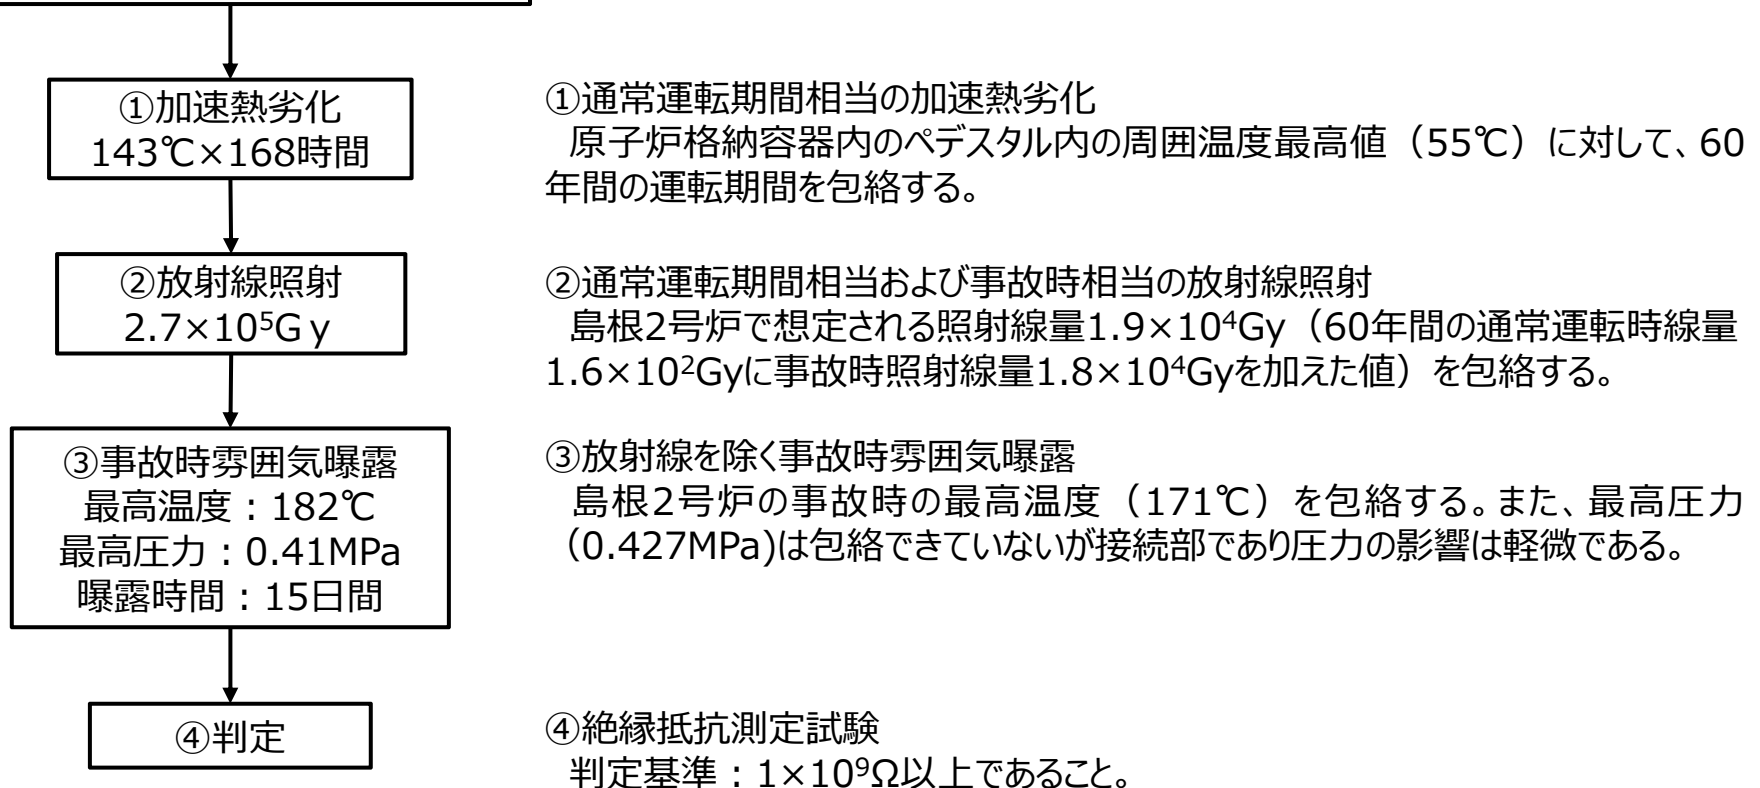 ①加速熱劣化
143℃×168時間
①通常運転期間相当の加速熱劣化
原子炉格納容器内のペデスタル内の周囲温度最高値（55℃）に対して、60
年間の運転期間を包絡する。
②放射線照射
2.7×10⁵Gy
②通常運転期間相当および事故時相当の放射線照射
島根2号炉で想定される照射線量1.9×10⁴Gy（60年間の通常運転時線量
1.6×10²Gyに事故時照射線量1.8×10⁴Gyを加えた値）を包絡する。
③事故時雰囲気曝露
最高温度：182℃
最高圧力：0.41MPa
曝露時間：15日間
③放射線を除く事故時雰囲気曝露
島根2号炉の事故時の最高温度（171℃）を包絡する。また、最高圧力
（0.427MPa)は包絡できていないが接続部であり圧力の影響は軽微である。
④判定
④絶縁抵抗測定試験
判定基準：1×10⁹Ω以上であること。